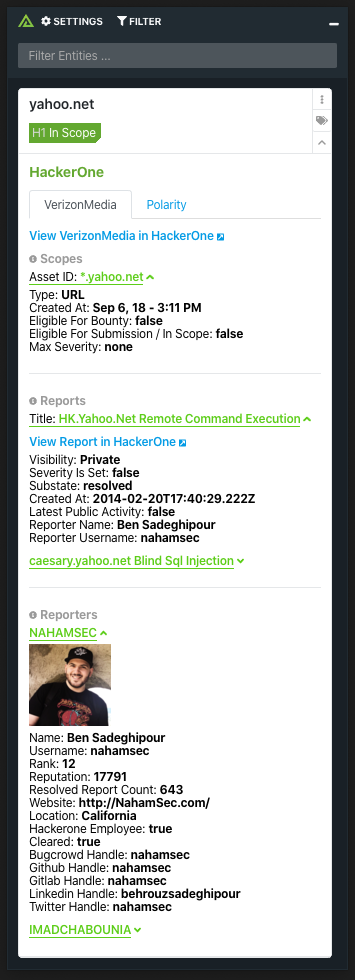 SETTINGS FILTER
Filter Entities ...
yahoo.net
H1 In Scope
HackerOne
VerizonMedia Polarity
View VerizonMedia in HackerOne
Scopes
Asset ID: *.yahoo.net
Type: URL
Created At: Sep 6, 18 - 3:11 PM
Eligible For Bounty: false
Eligible For Submission / In Scope: false
Max Severity: none
Reports
Title: HK.Yahoo.Net Remote Command Execution
View Report in HackerOne
Visibility: Private
Severity Is Set: false
Substate: resolved
Created At: 2014-02-20T17:40:29.222Z
Latest Public Activity: false
Reporter Name: Ben Sadeghipour
Reporter Username: nahamsec
caesary.yahoo.net Blind Sql Injection
Reporters
NAHAMSEC
Name: Ben Sadeghipour
Username: nahamsec
Rank: 12
Reputation: 17791
Resolved Report Count: 643
Website: http://NahamSec.com/
Location: California
Hackerone Employee: true
Cleared: true
Bugcrowd Handle: nahamsec
Github Handle: nahamsec
Gitlab Handle: nahamsec
Linkedin Handle: behrouzsadeghipour
Twitter Handle: nahamsec
IMADCHABOUNIA